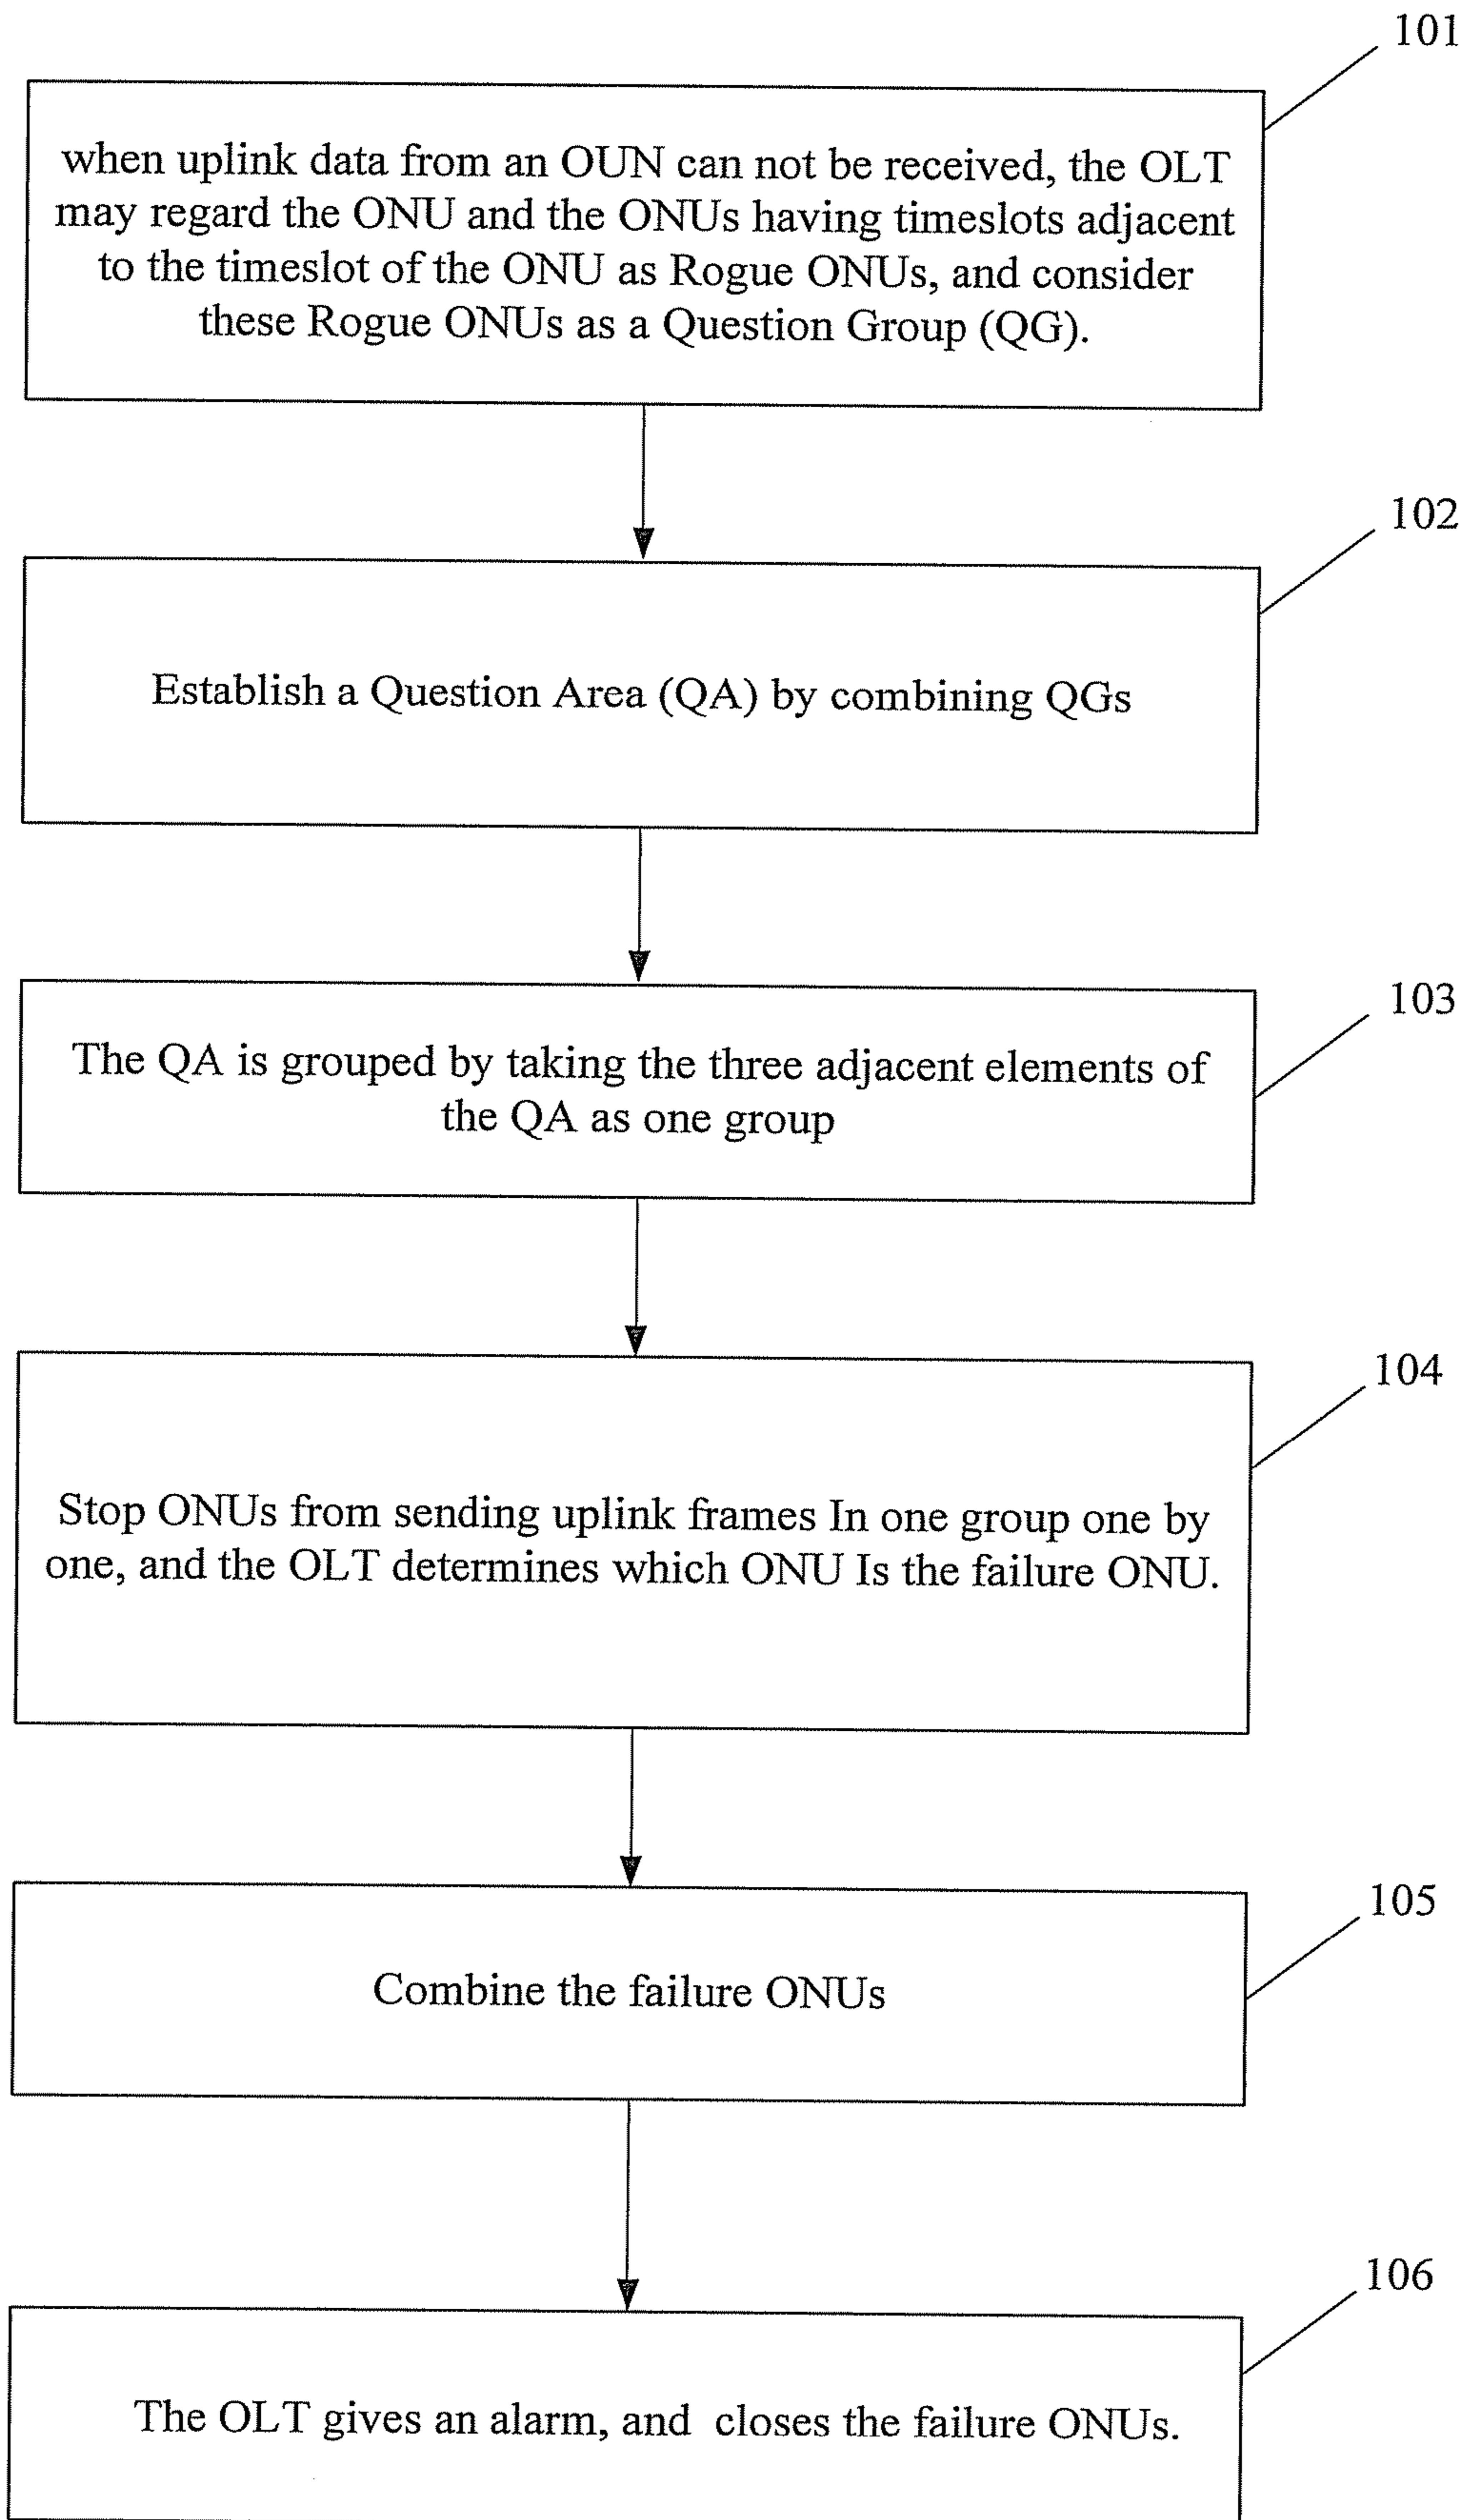 101
when uplink data from an OUN can not be received, the OLT
may regard the ONU and the ONUs having timeslots adjacent
to the timeslot of the ONU as Rogue ONUs, and consider
these Rogue ONUs as a Question Group (QG).
102
Establish a Question Area (QA) by combining QGs
103
The QA is grouped by taking the three adjacent elements of
the QA as one group
104
Stop ONUs from sending uplink frames In one group one by
one, and the OLT determines which ONU Is the failure ONU.
105
Combine the failure ONUs
106
The OLT gives an alarm, and closes the failure ONUs.